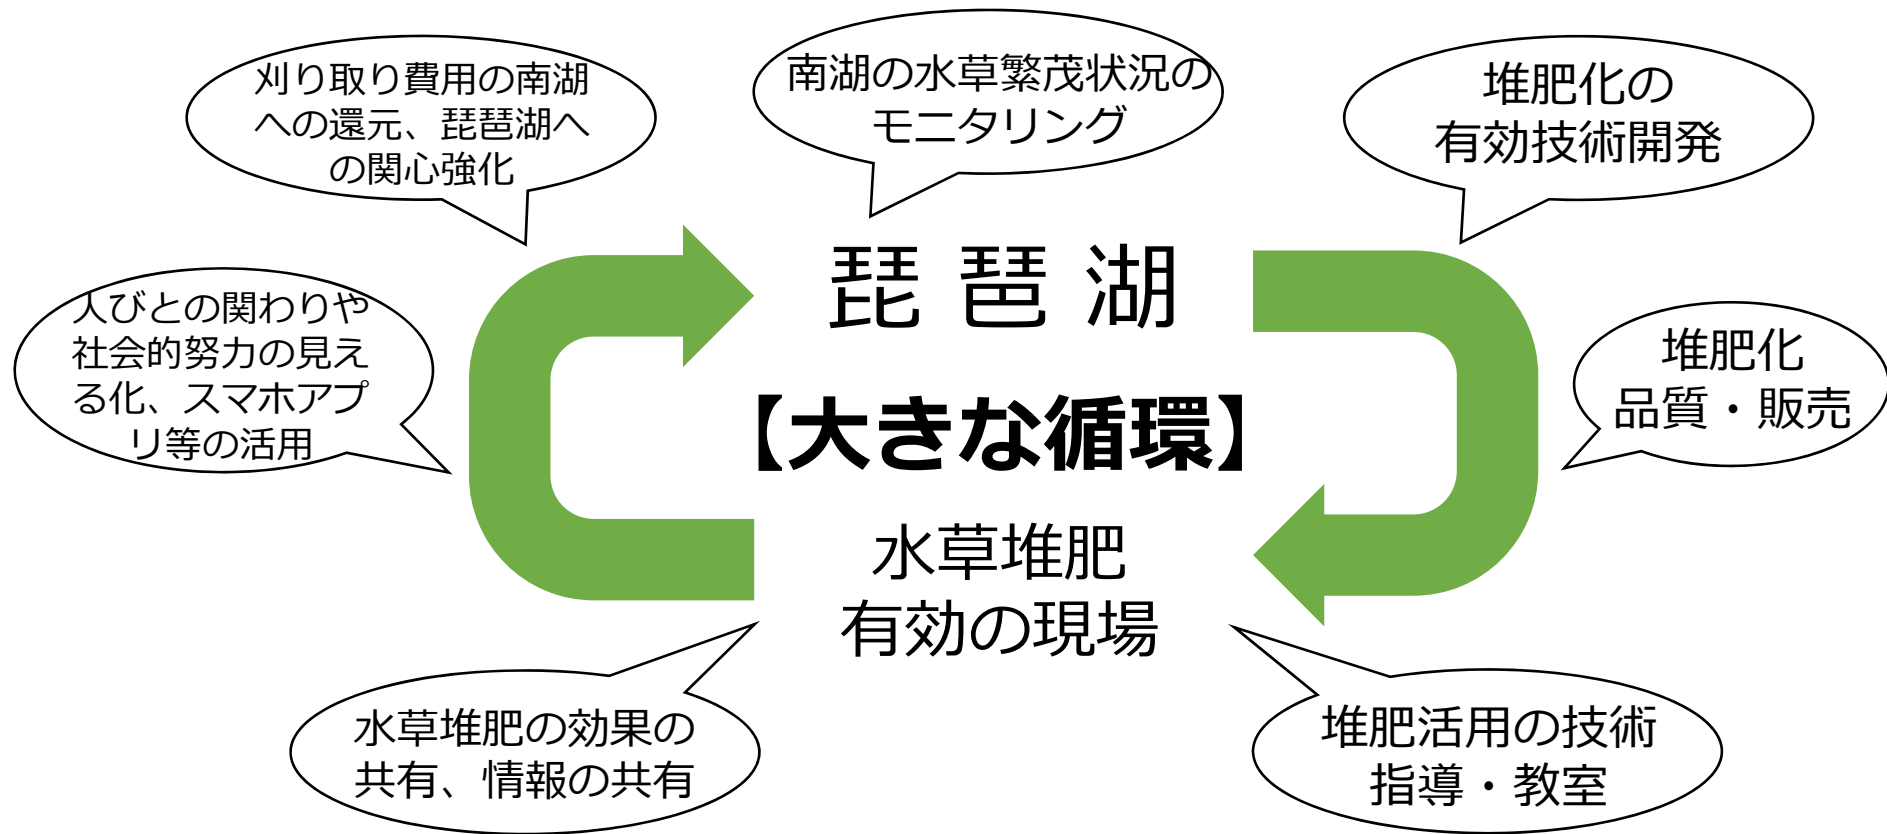 刈り取り費用の南湖
への還元、琵琶湖へ
の関心強化
南湖の水草繁茂状況の
モニタリング
堆肥化の
有効技術開発
人びとの関わりや
社会的努力の見え
る化、スマホアプ
リ等の活用
琵琶湖
【大きな循環】
水草堆肥
有効の現場
堆肥化
品質・販売
水草堆肥の効果の
共有、情報の共有
堆肥活用の技術
指導・教室